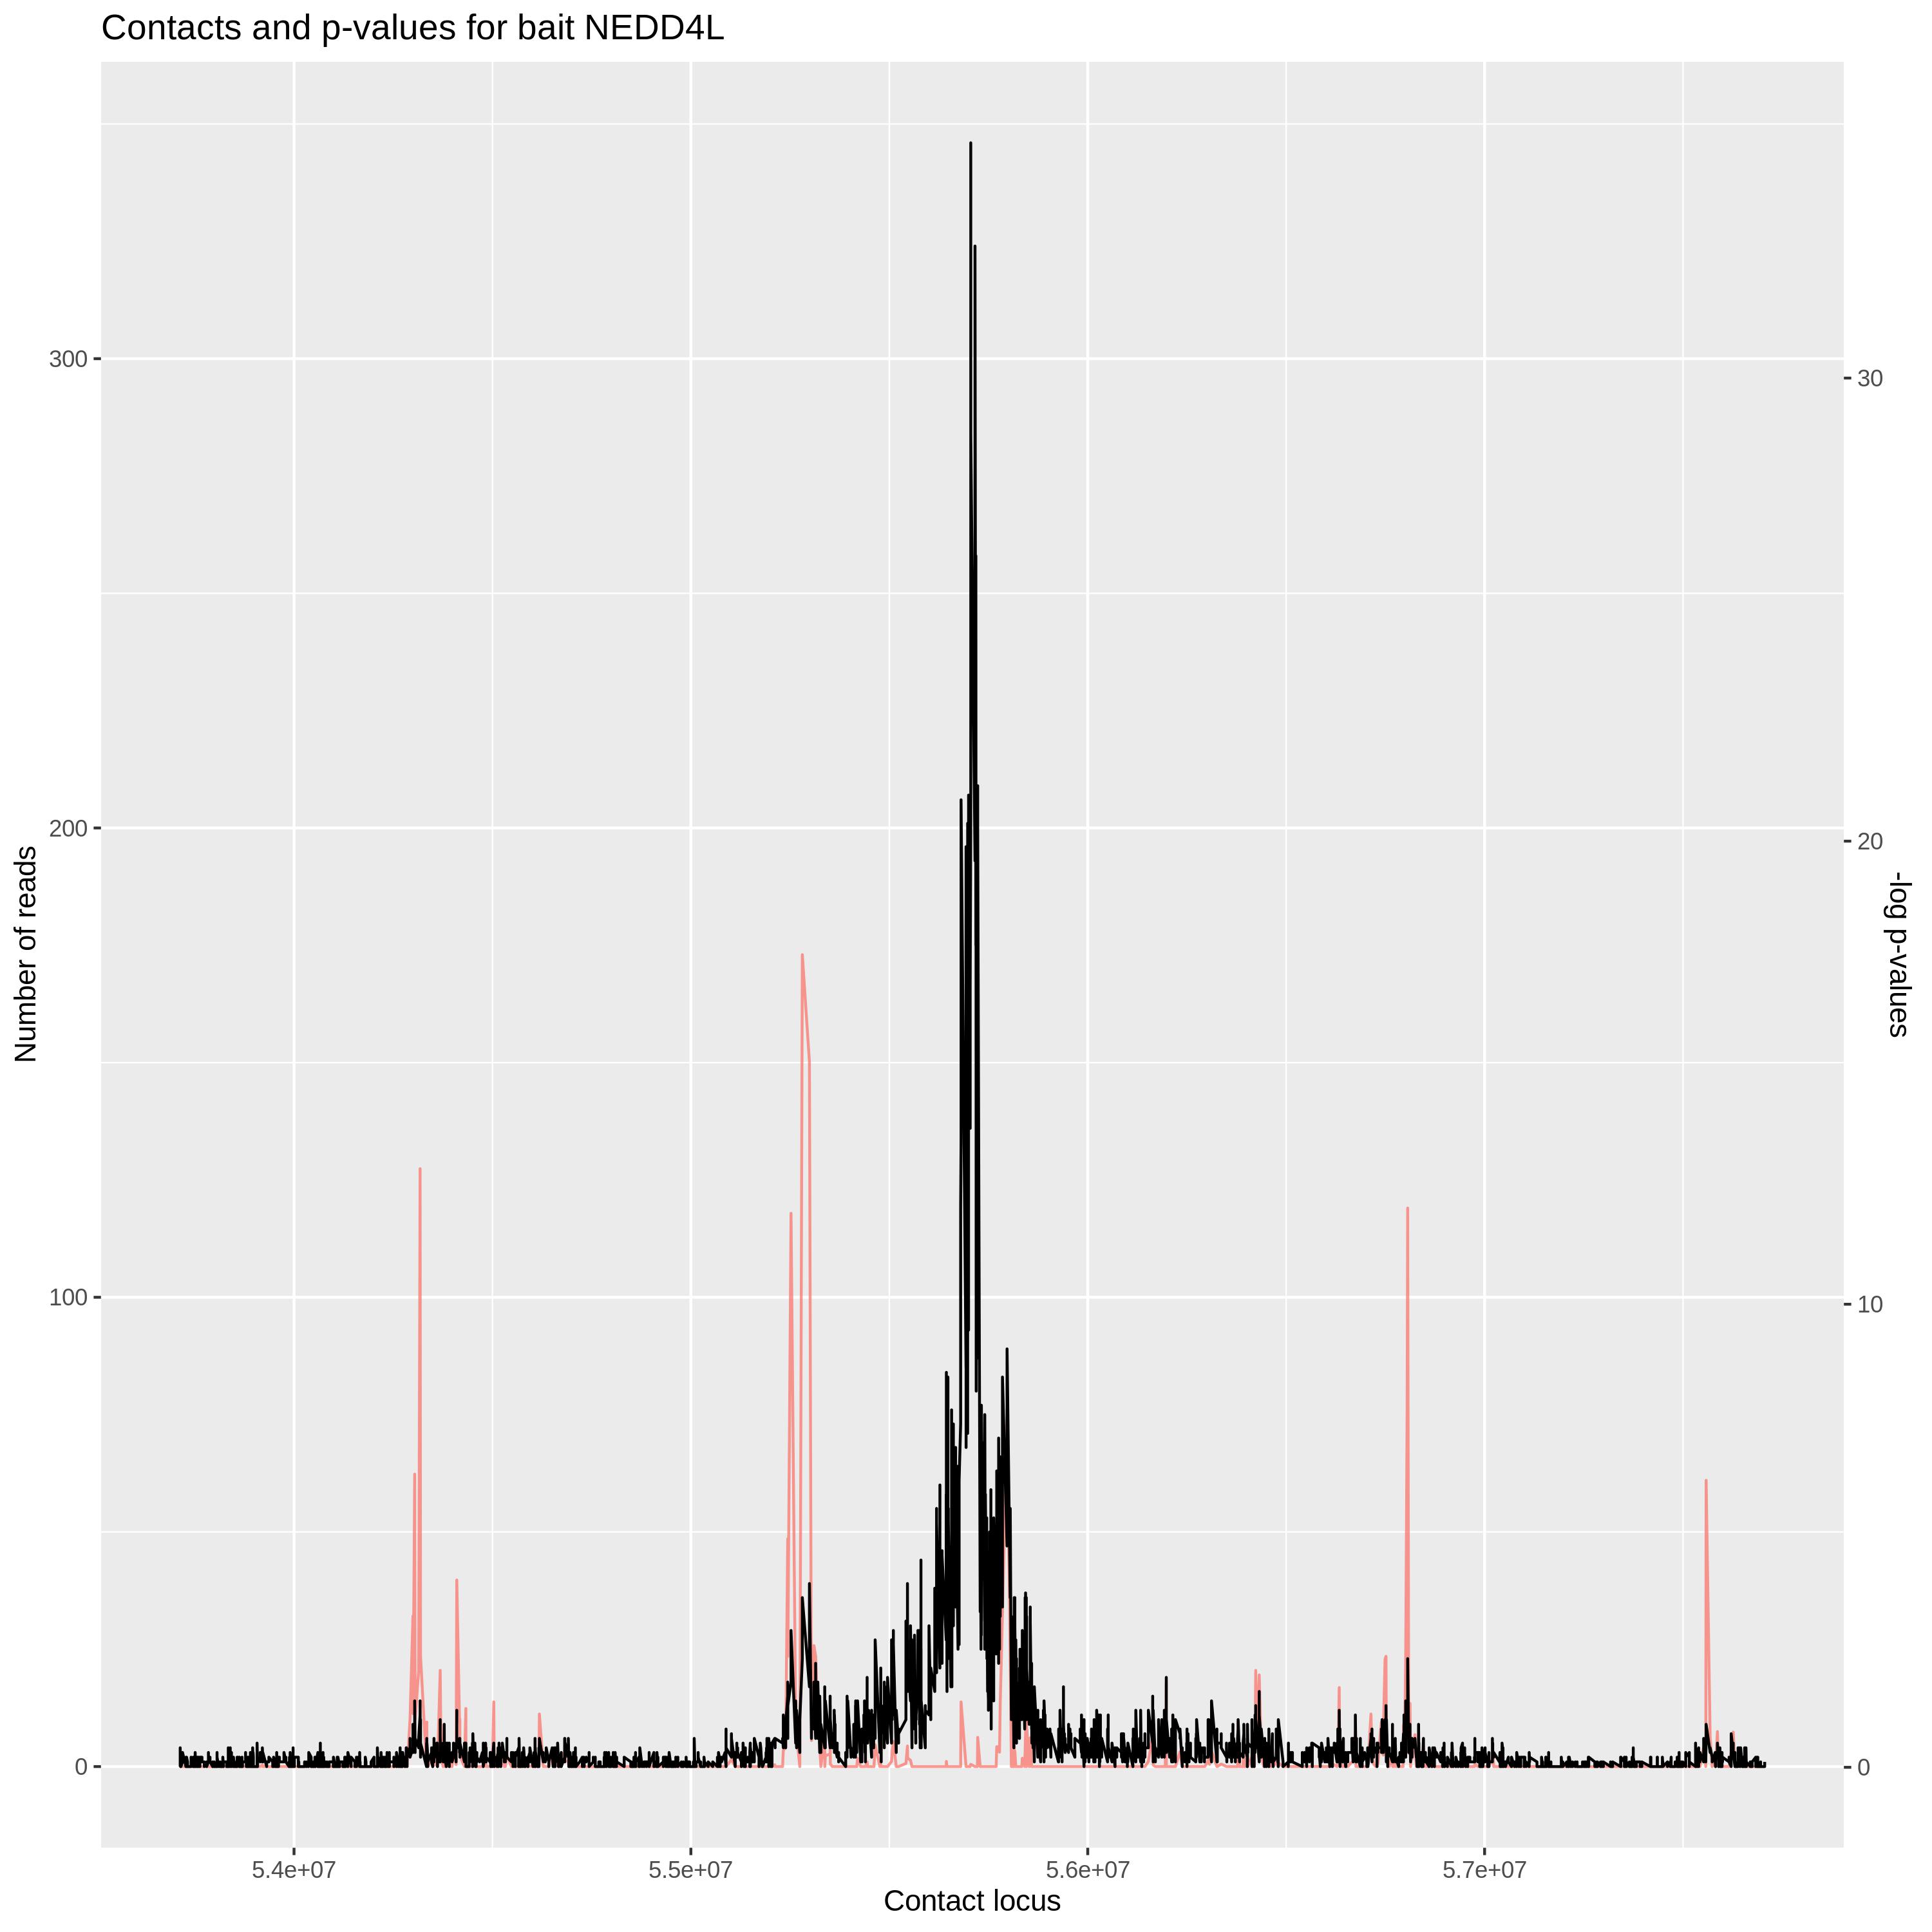 Contacts and p-values for bait NEDD4L
300
200
100
0
Number of reads
30
20
10
0
-log p-values
5.4e+07
5.5e+07
5.6e+07
5.7e+07
Contact locus